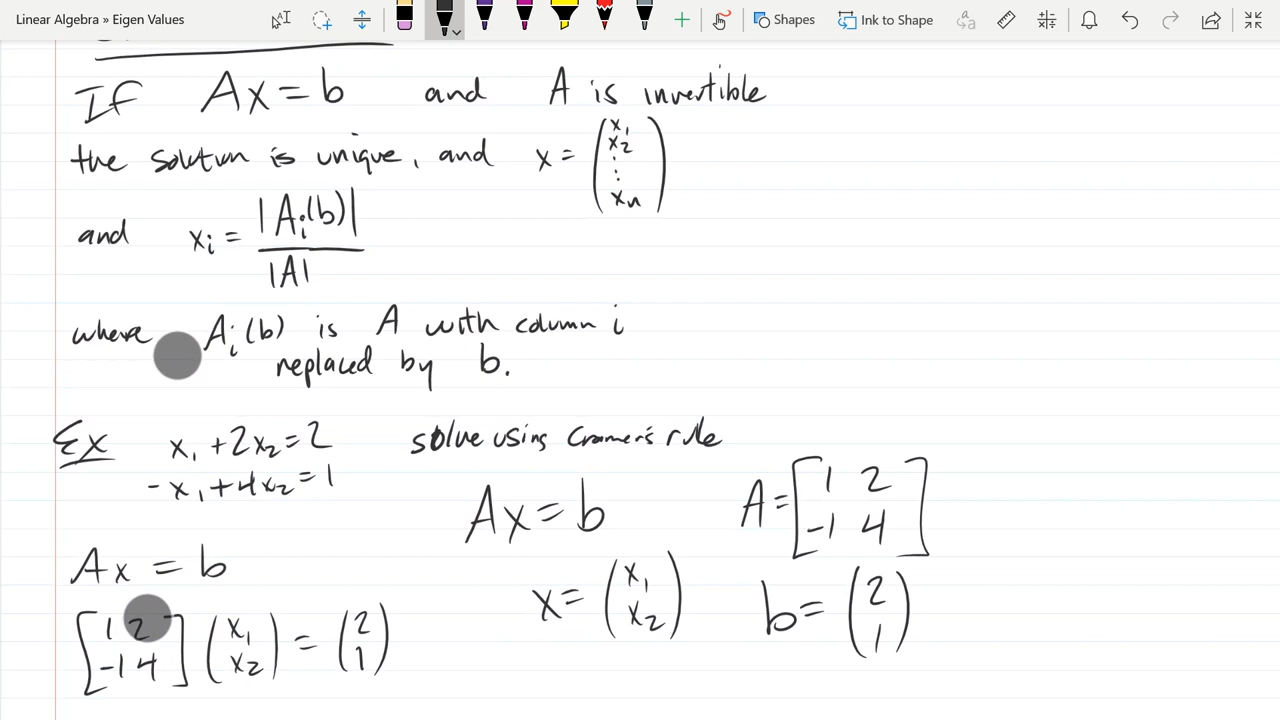 Linear Algebra » Eigen Values
Shapes
Ink to Shape
If Ax = b and A is invertible
the solution is unique, and x = (x₁ x₂ ⋮ xₙ)
and xᵢ = |Aᵢ(b)| / |A|
where Aᵢ(b) is A with column i
replaced by b.
Ex x₁ + 2x₂ = 2 solve using Cramer's rule
-x₁ + 4x₂ = 1
Ax = b A = [1 2
-1 4]
Ax = b
x = (x₁ x₂) b = (2 1)
[1 2
-1 4] (x₁ x₂) = (2 1)